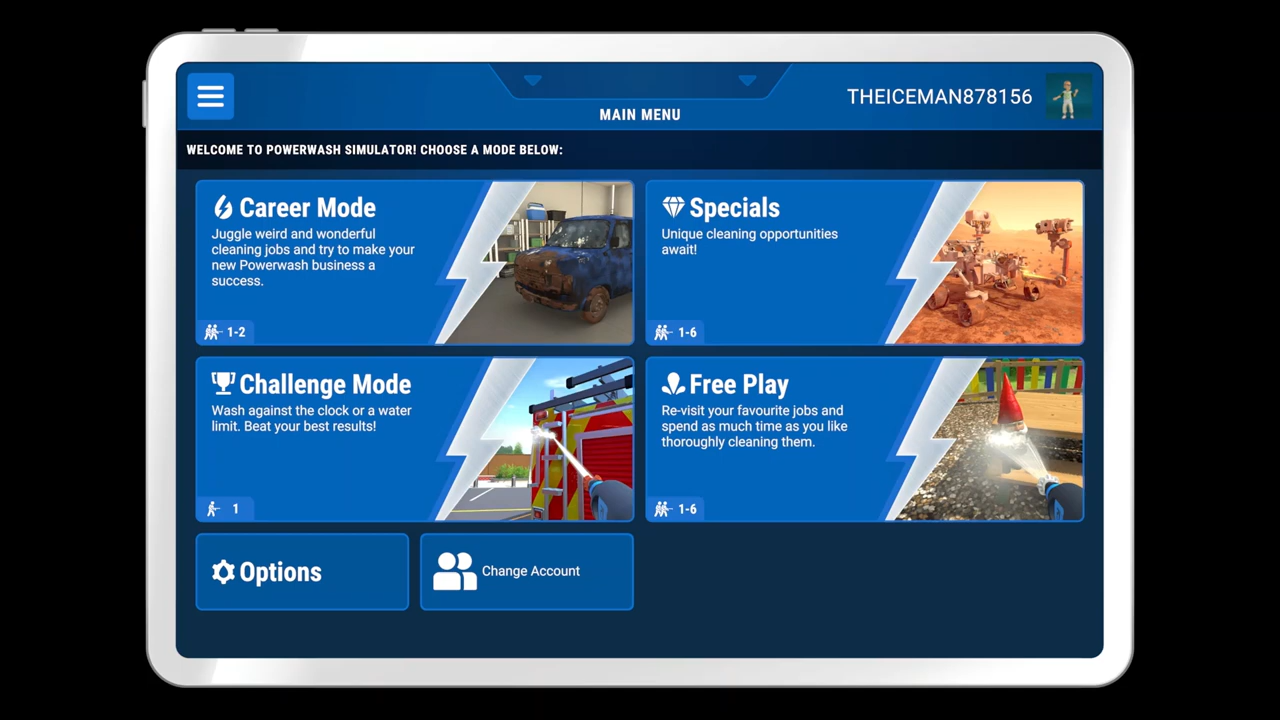 THEICEMAN878156
MAIN MENU
WELCOME TO POWERWASH SIMULATOR! CHOOSE A MODE BELOW:
Career Mode
Juggle weird and wonderful
cleaning jobs and try to make your
new Powerwash business a
success.
1-2
Specials
Unique cleaning opportunities
await!
1-6
Challenge Mode
Wash against the clock or a water
limit. Beat your best results!
1
Free Play
Re-visit your favourite jobs and
spend as much time as you like
thoroughly cleaning them.
1-6
Options
Change Account